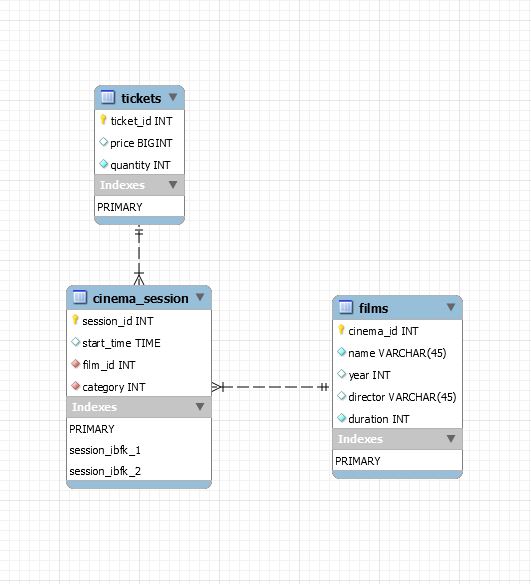 tickets
ticket_id INT
price BIGINT
quantity INT
Indexes
PRIMARY
cinema_session
session_id INT
start_time TIME
film_id INT
category INT
Indexes
PRIMARY
session_ibfk_1
session_ibfk_2
films
cinema_id INT
name VARCHAR(45)
year INT
director VARCHAR(45)
duration INT
Indexes
PRIMARY